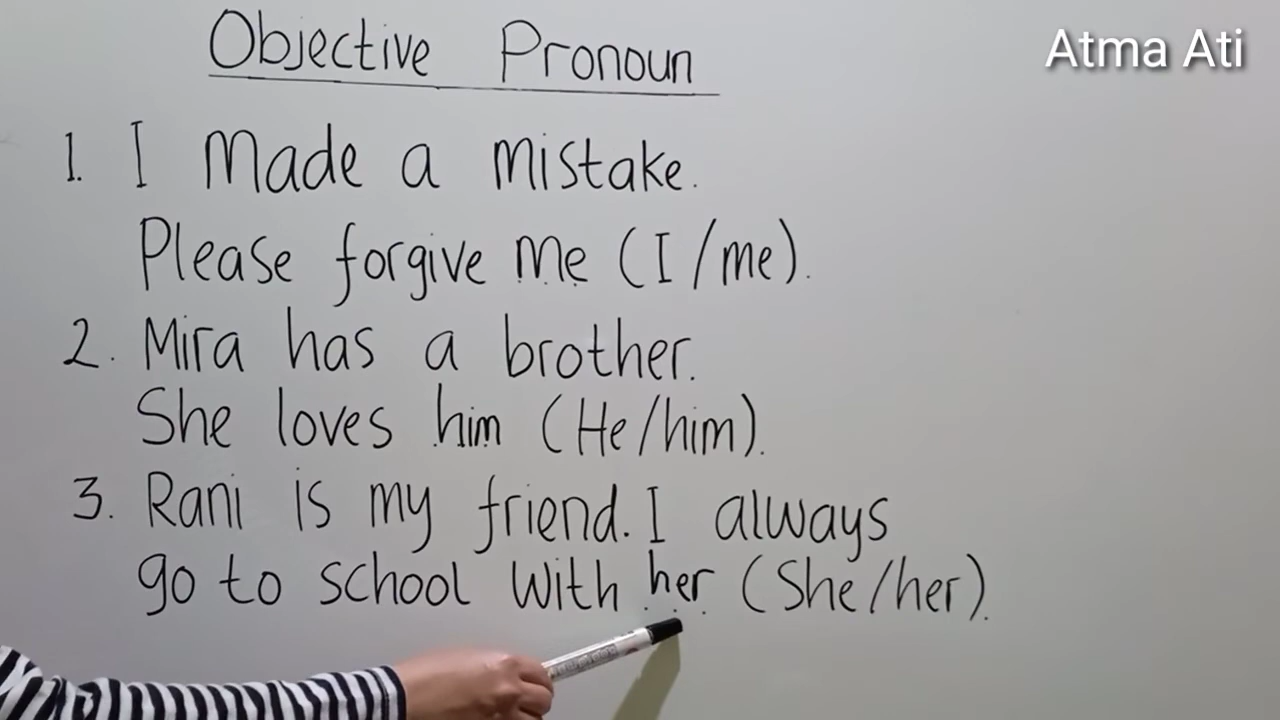 Objective Pronoun
Atma Ati
1. I made a mistake.
Please forgive me (I/me).
2. Mira has a brother.
She loves him (He/him).
3. Rani is my friend. I always
go to school with her (She/her).